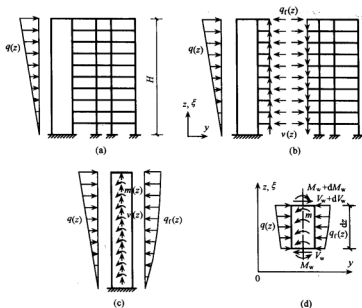 q(z)
H
(a)
q_f(z)
q(z)
z, ξ
y
v(z)
(b)
q(z)
m(z)
v(z)
q_f(z)
(c)
z, ξ
M_w+dM_w
V_w+dV_w
q(z)
m
q_f(z)
dz
V_w
M_w
0
y
(d)